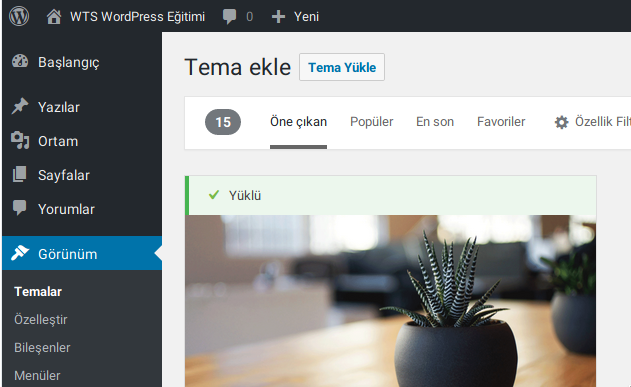 WTS WordPress Eğitimi 0 + Yeni
Başlangıç
Yazılar
Ortam
Sayfalar
Yorumlar
Görünüm
Temalar
Özelleştir
Bileşenler
Menüler
Tema ekle Tema Yükle
15 Öne çıkan Popüler En son Favoriler Özellik Filt
Yüklü